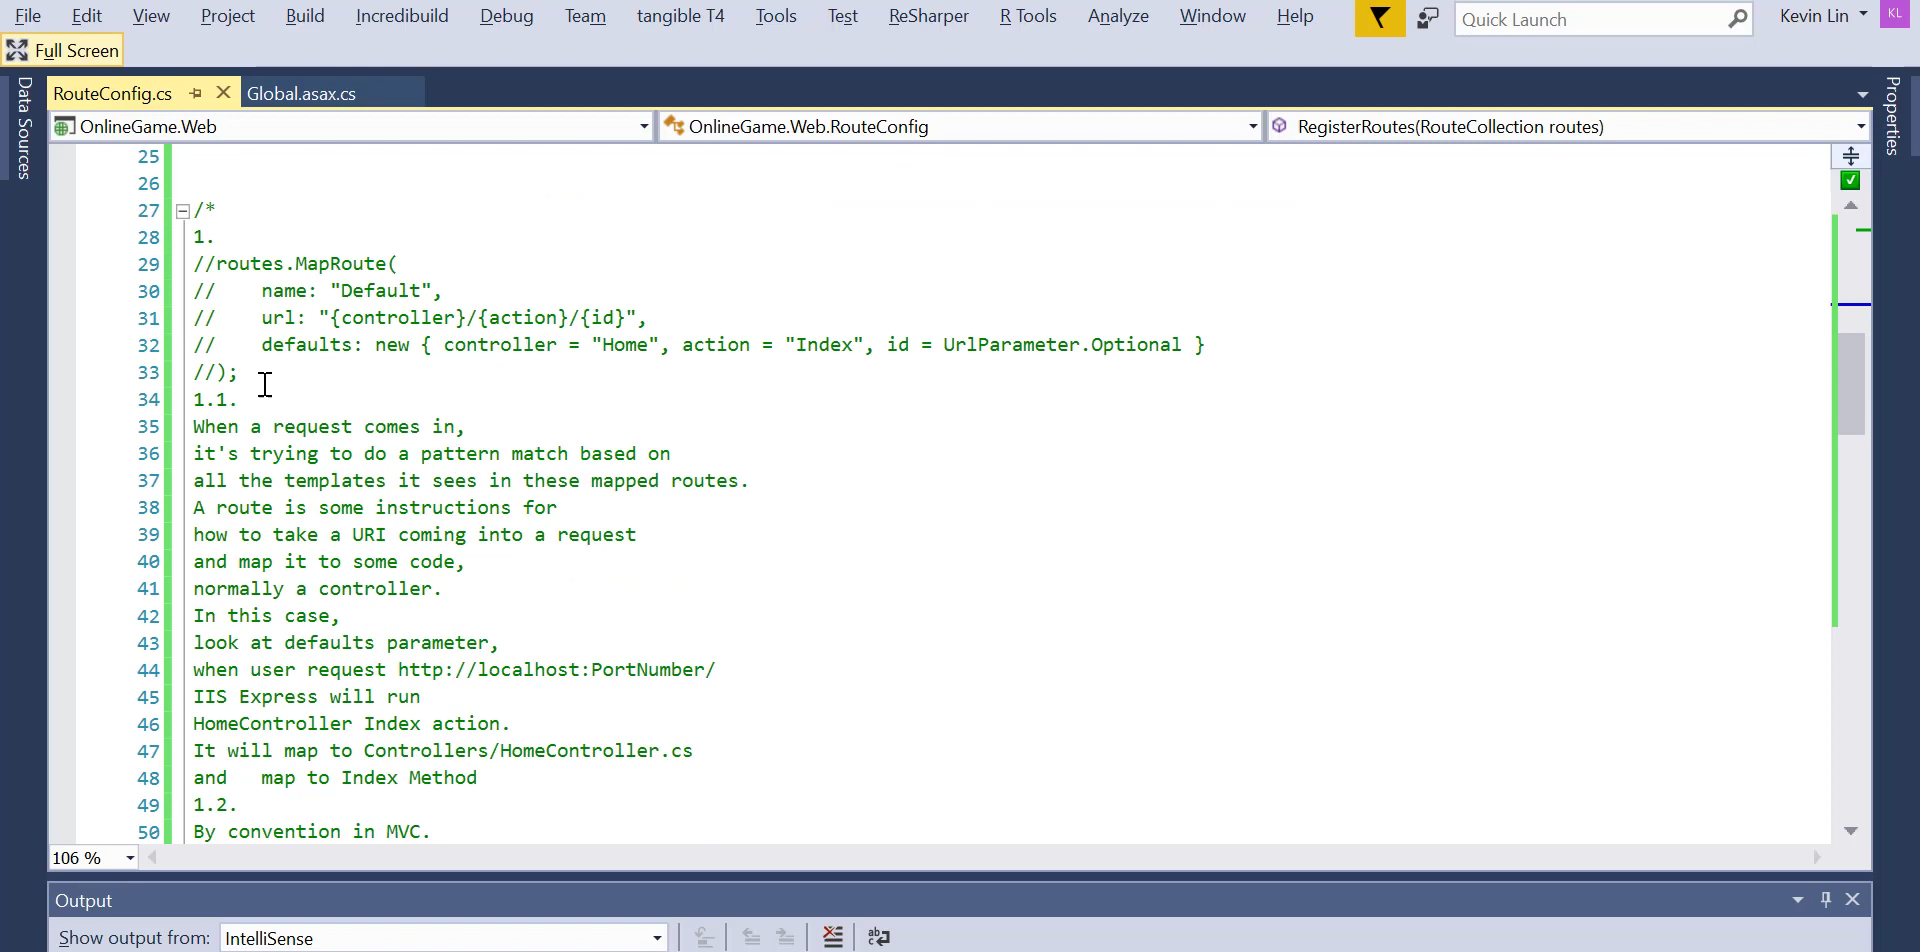 File Edit View Project Build Incredibuild Debug Team tangible T4 Tools Test ReSharper R Tools Analyze Window Help Quick Launch Kevin Lin KL
Full Screen
Data Sources
RouteConfig.cs Global.asax.cs
Properties
OnlineGame.Web OnlineGame.Web.RouteConfig RegisterRoutes(RouteCollection routes)
25
26
27 /*
28 1.
29 //routes.MapRoute(
30 //    name: "Default",
31 //    url: "{controller}/{action}/{id}",
32 //    defaults: new { controller = "Home", action = "Index", id = UrlParameter.Optional }
33 //);
34 1.1.
35 When a request comes in,
36 it's trying to do a pattern match based on
37 all the templates it sees in these mapped routes.
38 A route is some instructions for
39 how to take a URI coming into a request
40 and map it to some code,
41 normally a controller.
42 In this case,
43 look at defaults parameter,
44 when user request http://localhost:PortNumber/
45 IIS Express will run
46 HomeController Index action.
47 It will map to Controllers/HomeController.cs
48 and   map to Index Method
49 1.2.
50 By convention in MVC.
106 %
Output
Show output from: IntelliSense